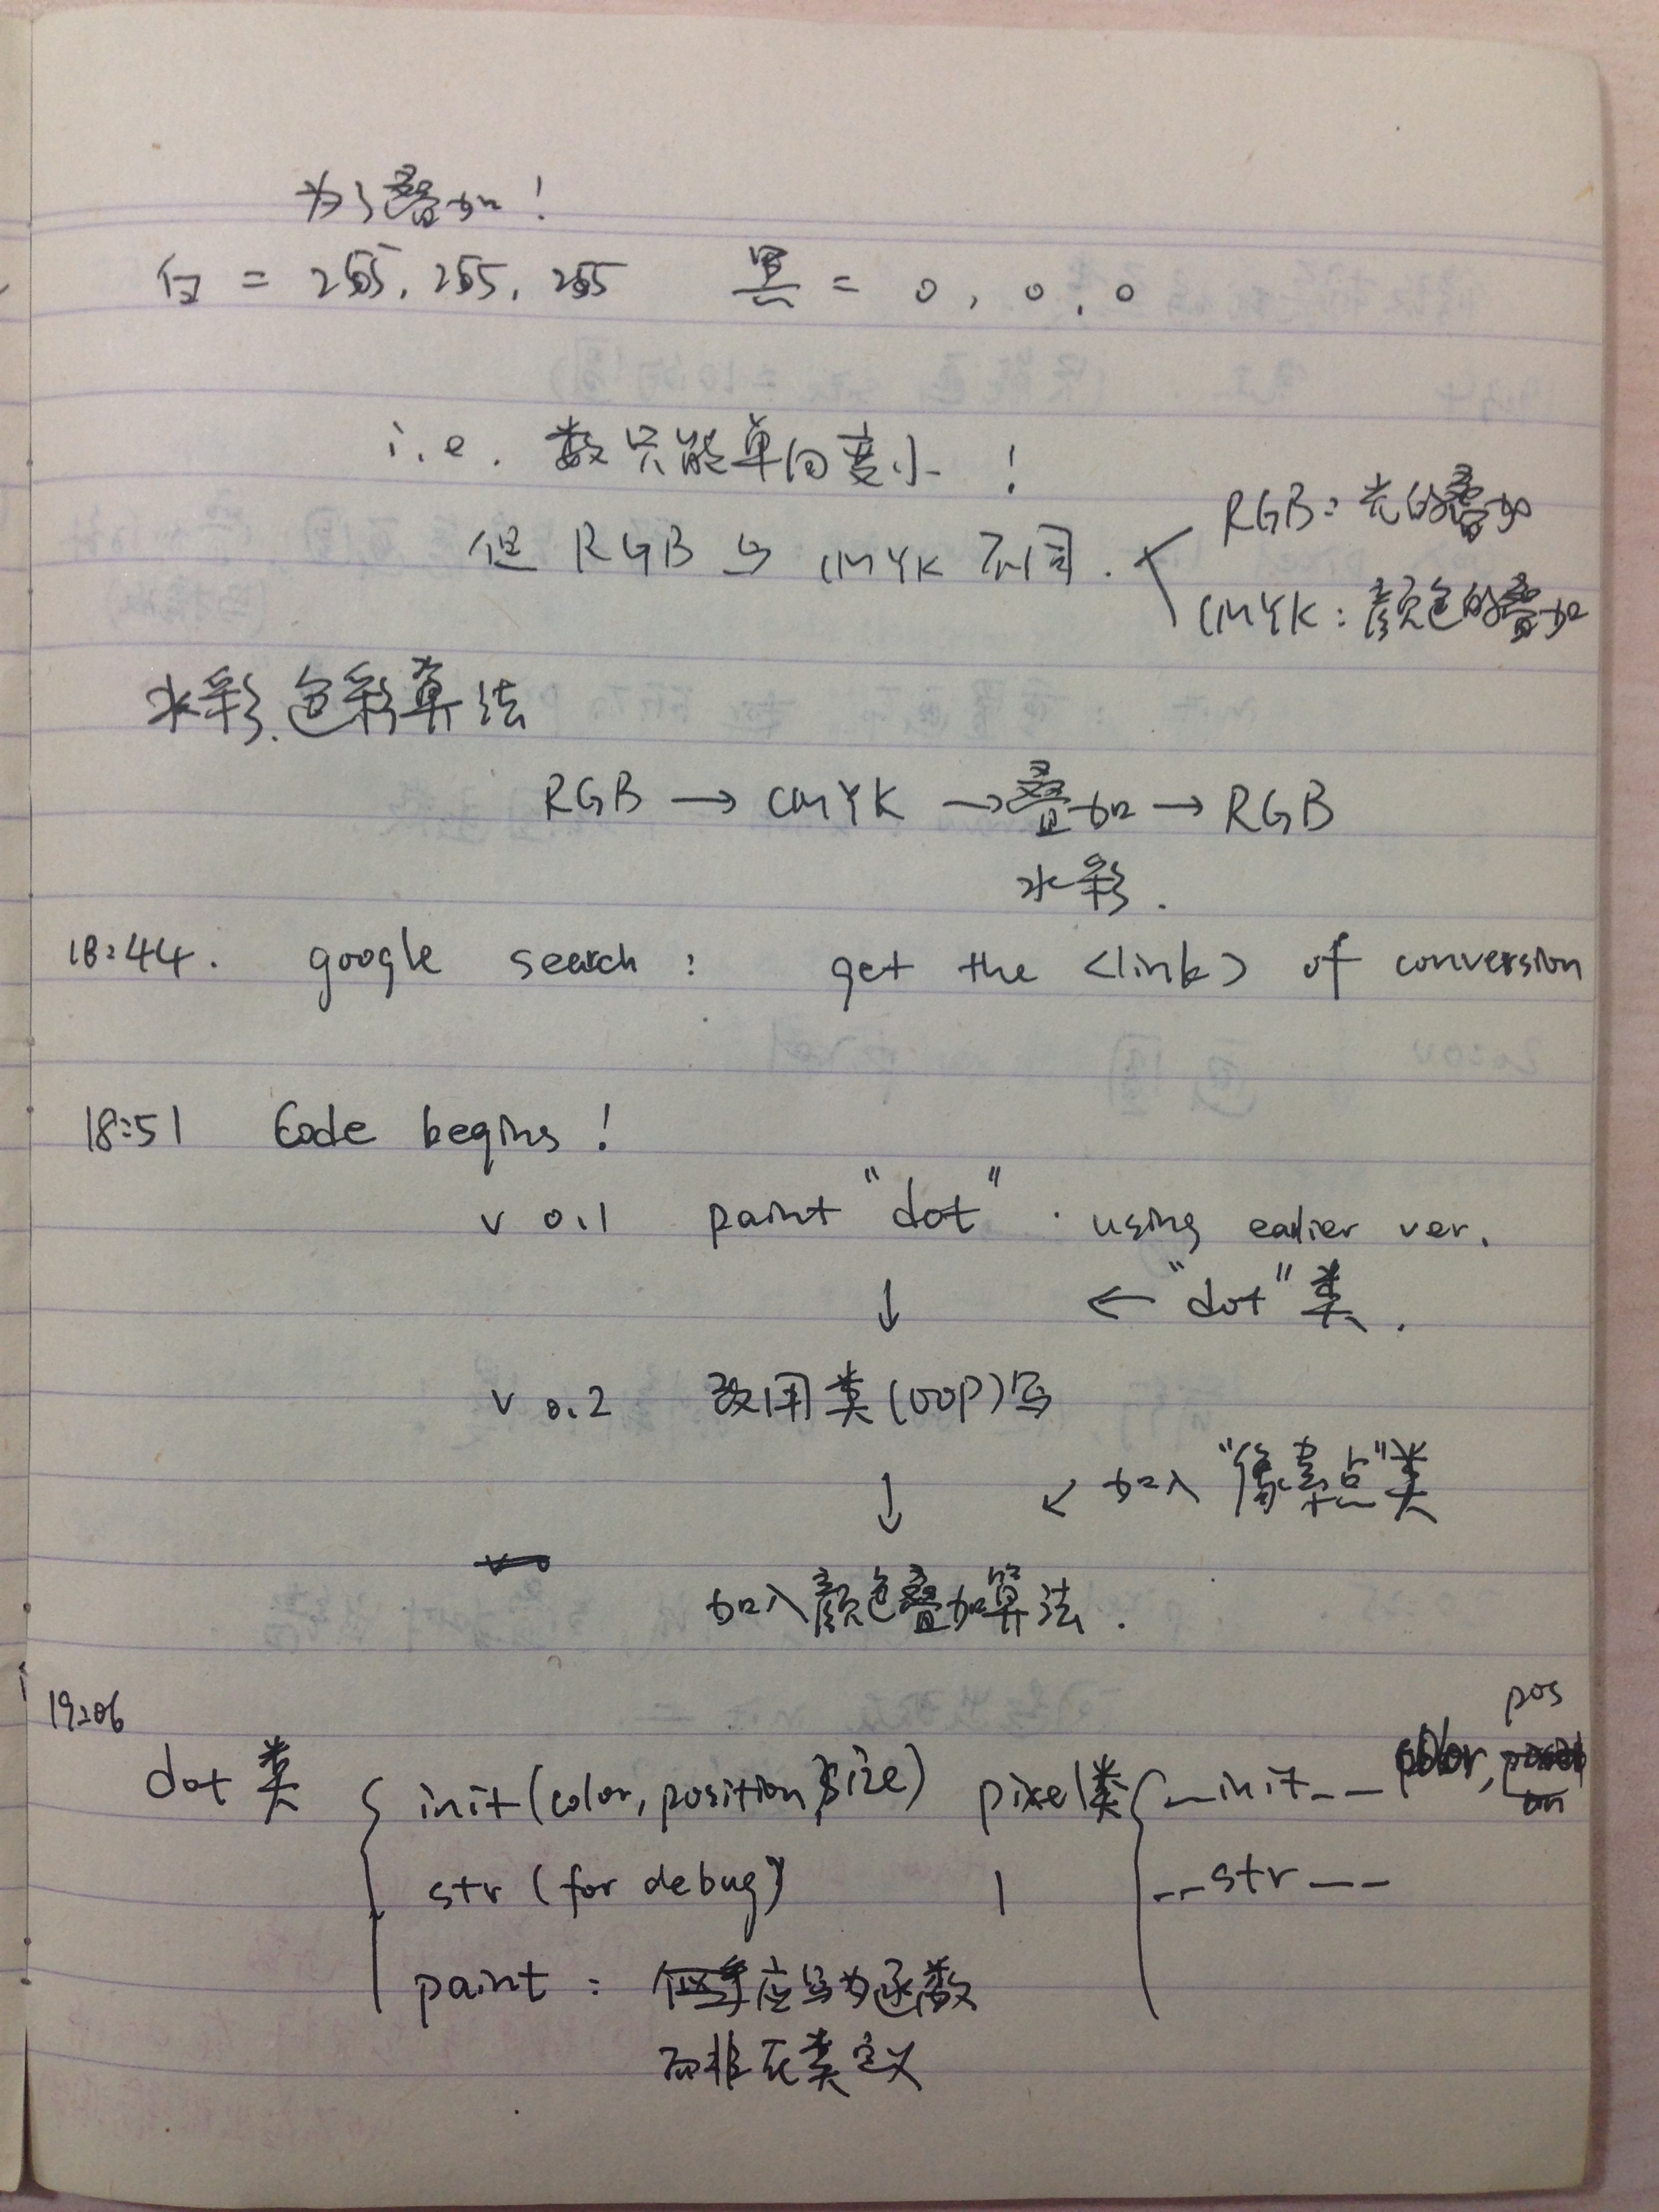 为了叠加！
白 = 255, 255, 255　黑 = 0, 0, 0
i.e. 数只能单向变小！
但 RGB 与 CMYK 不同.
RGB: 光的叠加
CMYK: 颜色的叠加
水彩.色彩算法
RGB → CMYK → 叠加 → RGB
水彩.
18:44. google search : get the <link> of conversion
18:51 Code begins !
v 0.1 paint "dot" . using ealier ver.
↓ ← "dot" 类.
v 0.2 改用类(OOP)写
↓ ↙ 加入 "像素点" 类
加入颜色叠加算法.
19:06
dot 类 { init(color, position, size) pixel类 { __init__ color, pos
str (for debug) __str__
paint : 应写为函数
而非在类定义